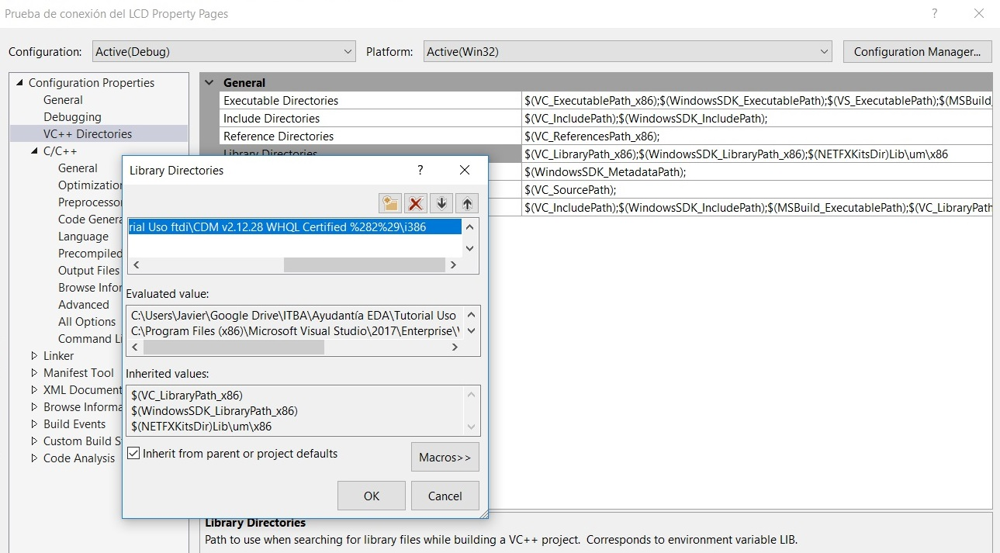 Prueba de conexión del LCD Property Pages ?
Configuration: Active(Debug) Platform: Active(Win32) Configuration Manager...
Configuration Properties
General
Debugging
VC++ Directories
C/C++
General
Optimization
Preprocessor
Code Genera
Language
Precompiled
Output Files
Browse Infor
Advanced
All Options
Command Li
Linker
Manifest Tool
XML Document
Browse Informa
Build Events
Custom Build S
Code Analysis
General
Executable Directories $(VC_ExecutablePath_x86);$(WindowsSDK_ExecutablePath);$(VS_ExecutablePath);$(MSBuild_
Include Directories $(VC_IncludePath);$(WindowsSDK_IncludePath);
Reference Directories $(VC_ReferencesPath_x86);
Library Directories $(VC_LibraryPath_x86);$(WindowsSDK_LibraryPath_x86);$(NETFXKitsDir)Lib\um\x86
$(WindowsSDK_MetadataPath);
$(VC_SourcePath);
$(VC_IncludePath);$(WindowsSDK_IncludePath);$(MSBuild_ExecutablePath);$(VC_LibraryPath
Library Directories ?
rial Uso ftdi\CDM v2.12.28 WHQL Certified %282%29\i386
Evaluated value:
C:\Users\Javier\Google Drive\ITBA\Ayudantía EDA\Tutorial Uso
C:\Program Files (x86)\Microsoft Visual Studio\2017\Enterprise\
Inherited values:
$(VC_LibraryPath_x86)
$(WindowsSDK_LibraryPath_x86)
$(NETFXKitsDir)Lib\um\x86
Inherit from parent or project defaults
Macros>>
OK Cancel
Library Directories
Path to use when searching for library files while building a VC++ project. Corresponds to environment variable LIB.